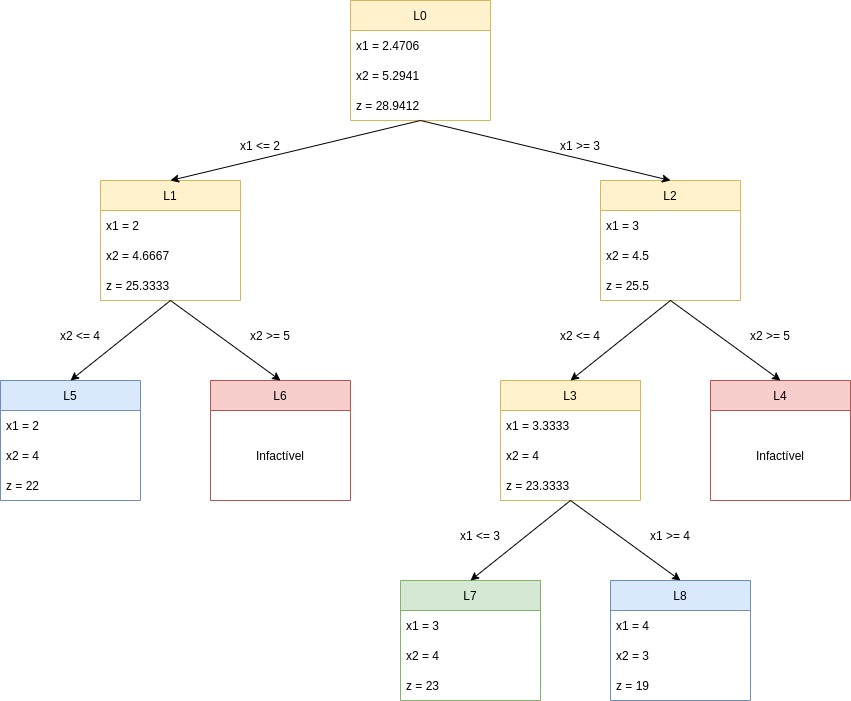 L0
x1 = 2.4706
x2 = 5.2941
z = 28.9412
x1 <= 2
x1 >= 3
L1
x1 = 2
x2 = 4.6667
z = 25.3333
L2
x1 = 3
x2 = 4.5
z = 25.5
x2 <= 4
x2 >= 5
x2 <= 4
x2 >= 5
L5
x1 = 2
x2 = 4
z = 22
L6
Infactível
L3
x1 = 3.3333
x2 = 4
z = 23.3333
L4
Infactível
x1 <= 3
x1 >= 4
L7
x1 = 3
x2 = 4
z = 23
L8
x1 = 4
x2 = 3
z = 19